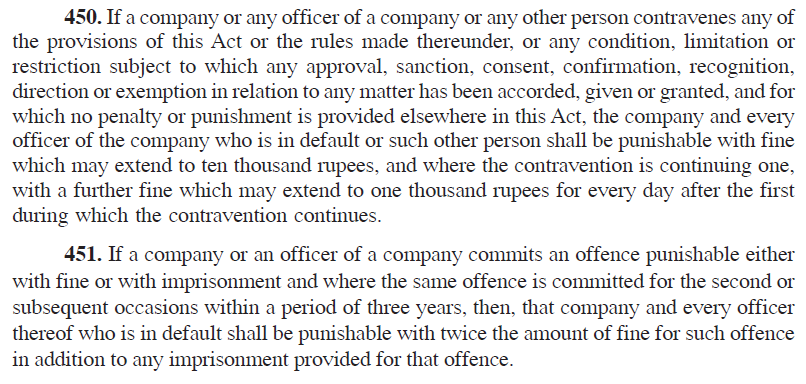 450. If a company or any officer of a company or any other person contravenes any of
the provisions of this Act or the rules made thereunder, or any condition, limitation or
restriction subject to which any approval, sanction, consent, confirmation, recognition,
direction or exemption in relation to any matter has been accorded, given or granted, and for
which no penalty or punishment is provided elsewhere in this Act, the company and every
officer of the company who is in default or such other person shall be punishable with fine
which may extend to ten thousand rupees, and where the contravention is continuing one,
with a further fine which may extend to one thousand rupees for every day after the first
during which the contravention continues.
451. If a company or an officer of a company commits an offence punishable either
with fine or with imprisonment and where the same offence is committed for the second or
subsequent occasions within a period of three years, then, that company and every officer
thereof who is in default shall be punishable with twice the amount of fine for such offence
in addition to any imprisonment provided for that offence.